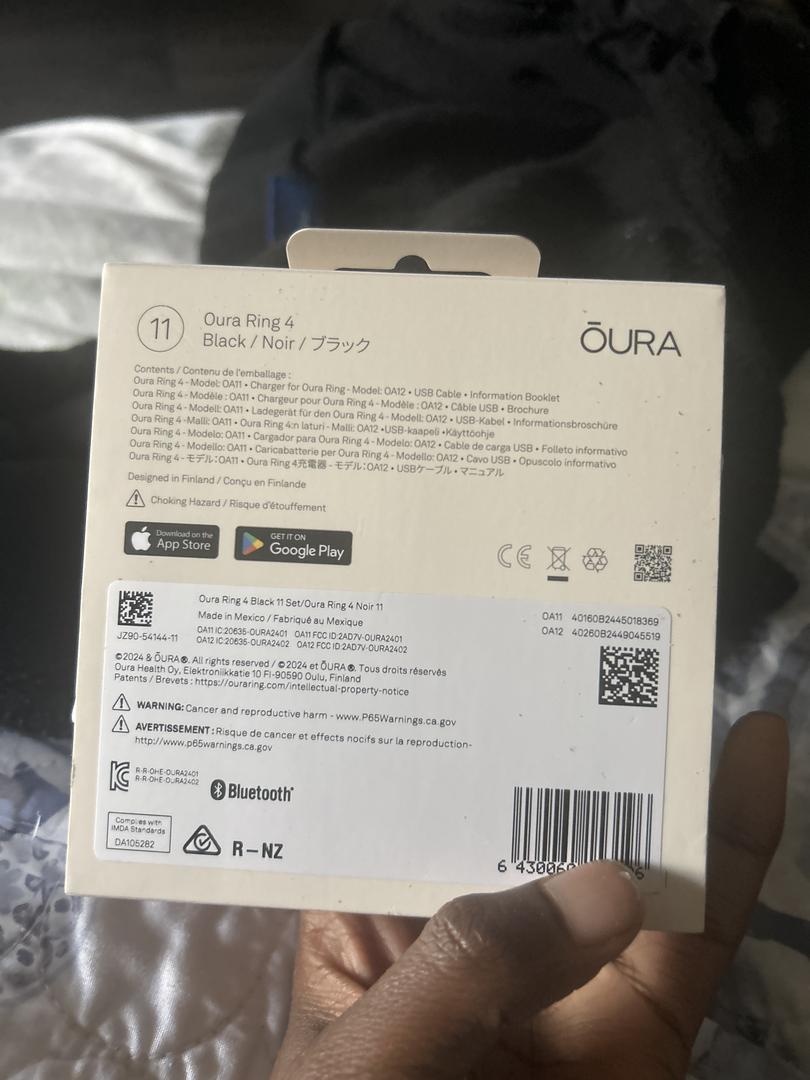 11
Oura Ring 4
Black / Noir / ブラック
ŌURA
Contents / Contenu de l'emballage :
Oura Ring 4 - Model: OA11 • Charger for Oura Ring - Model: OA12 • USB Cable • Information Booklet
Oura Ring 4 - Modèle : OA11 • Chargeur pour Oura Ring 4 - Modèle : OA12 • Câble USB • Brochure
Oura Ring 4 - Modell: OA11 • Ladegerät für den Oura Ring 4 - Modell: OA12 • USB-Kabel • Informationsbroschüre
Oura Ring 4 -Malli: OA11 • Oura Ring 4:n laturi - Malli: OA12 •USB-kaapeli •Käyttöohje
Oura Ring 4 - Modelo: OA11 • Cargador para Oura Ring 4 - Modelo: OA12 • Cable de carga USB • Folleto informativo
Oura Ring 4 - Modello: OA11 • Caricabatterie per Oura Ring 4 - Modello: OA12 • Cavo USB • Opuscolo informativo
Oura Ring 4 - モデル:OA11 • Oura Ring 4充電器 - モデル:OA12 • USBケーブル • マニュアル
Designed in Finland / Conçu en Finlande
Choking Hazard / Risque d'étouffement
Download on the
App Store
GET IT ON
Google Play
CE
JZ90-54144-11
Oura Ring 4 Black 11 Set/Oura Ring 4 Noir 11
Made in Mexico / Fabriqué au Mexique
OA11 IC:20635-OURA2401 OA11 FCC ID:2AD7V-OURA2401
OA12 IC:20635-OURA2402 OA12 FCC ID:2AD7V-OURA2402
OA11 40160B2445018369
OA12 40260B2449045519
©2024 & ŌURA®. All rights reserved / ©2024 et ŌURA®. Tous droits réservés
Oura Health Oy, Elektroniikkatie 10 FI-90590 Oulu, Finland
Patents / Brevets : https://ouraring.com/intellectual-property-notice
WARNING: Cancer and reproductive harm - www.P65Warnings.ca.gov
AVERTISSEMENT : Risque de cancer et effects nocifs sur la reproduction-
http://www.p65warnings.ca.gov
R-R-OHE-OURA2401
R-R-OHE-OURA2402
Bluetooth®
Complies with
IMDA Standards
DA105282
R-NZ
6 43006
6